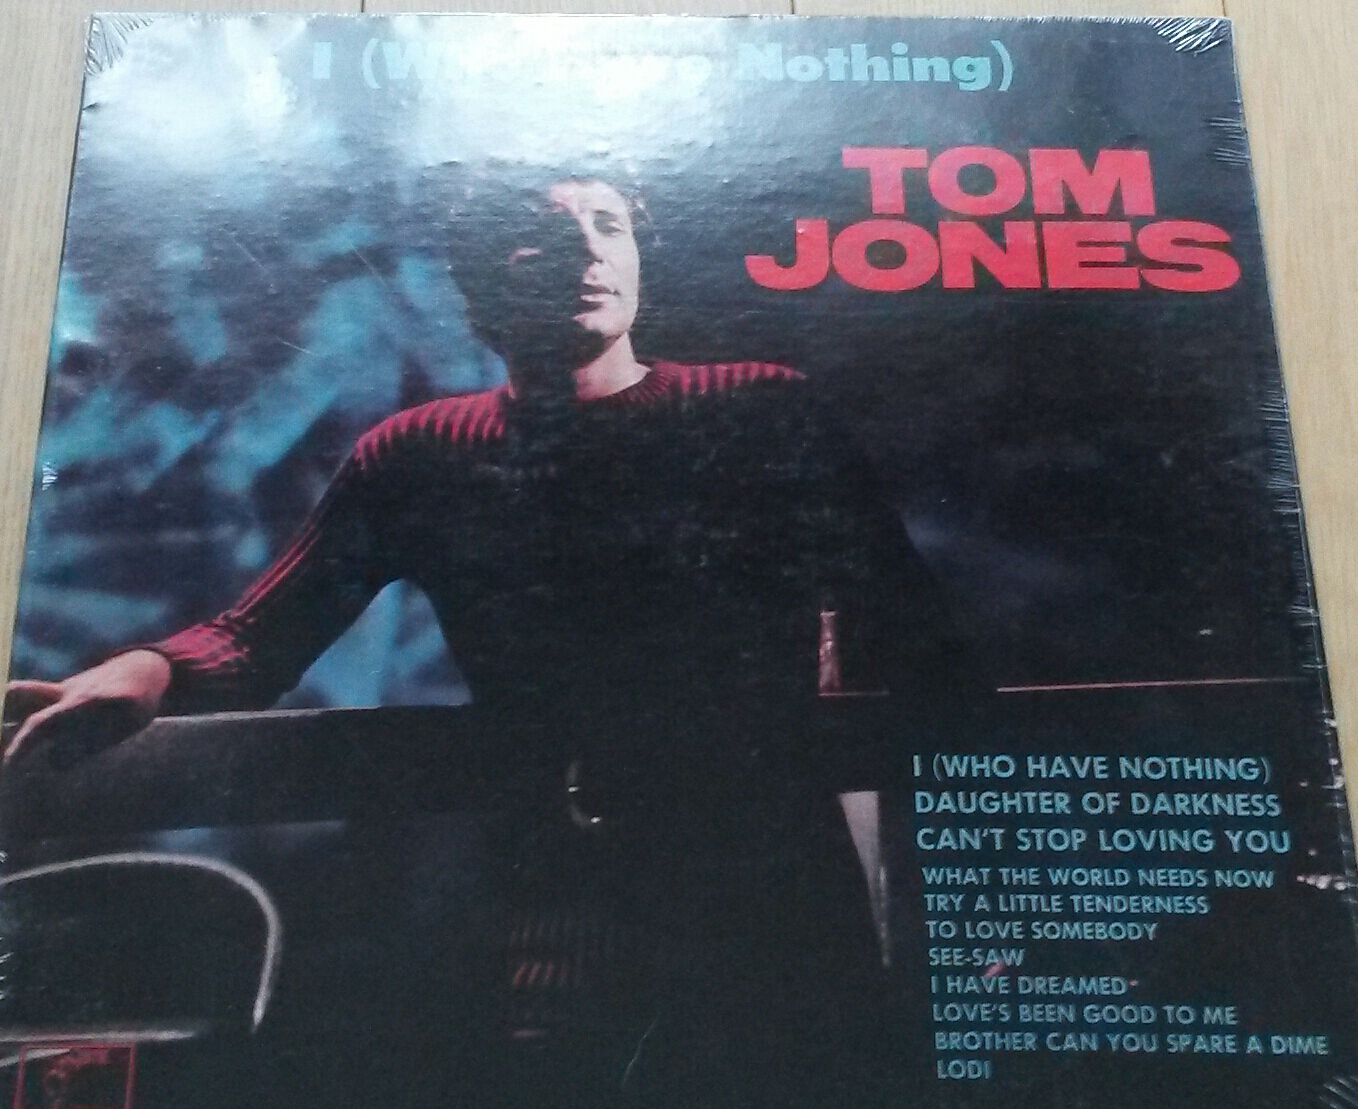 I (Who Have Nothing)
TOM
JONES
I (WHO HAVE NOTHING)
DAUGHTER OF DARKNESS
CAN'T STOP LOVING YOU
WHAT THE WORLD NEEDS NOW
TRY A LITTLE TENDERNESS
TO LOVE SOMEBODY
SEE-SAW
I HAVE DREAMED
LOVE'S BEEN GOOD TO ME
BROTHER CAN YOU SPARE A DIME
LODI